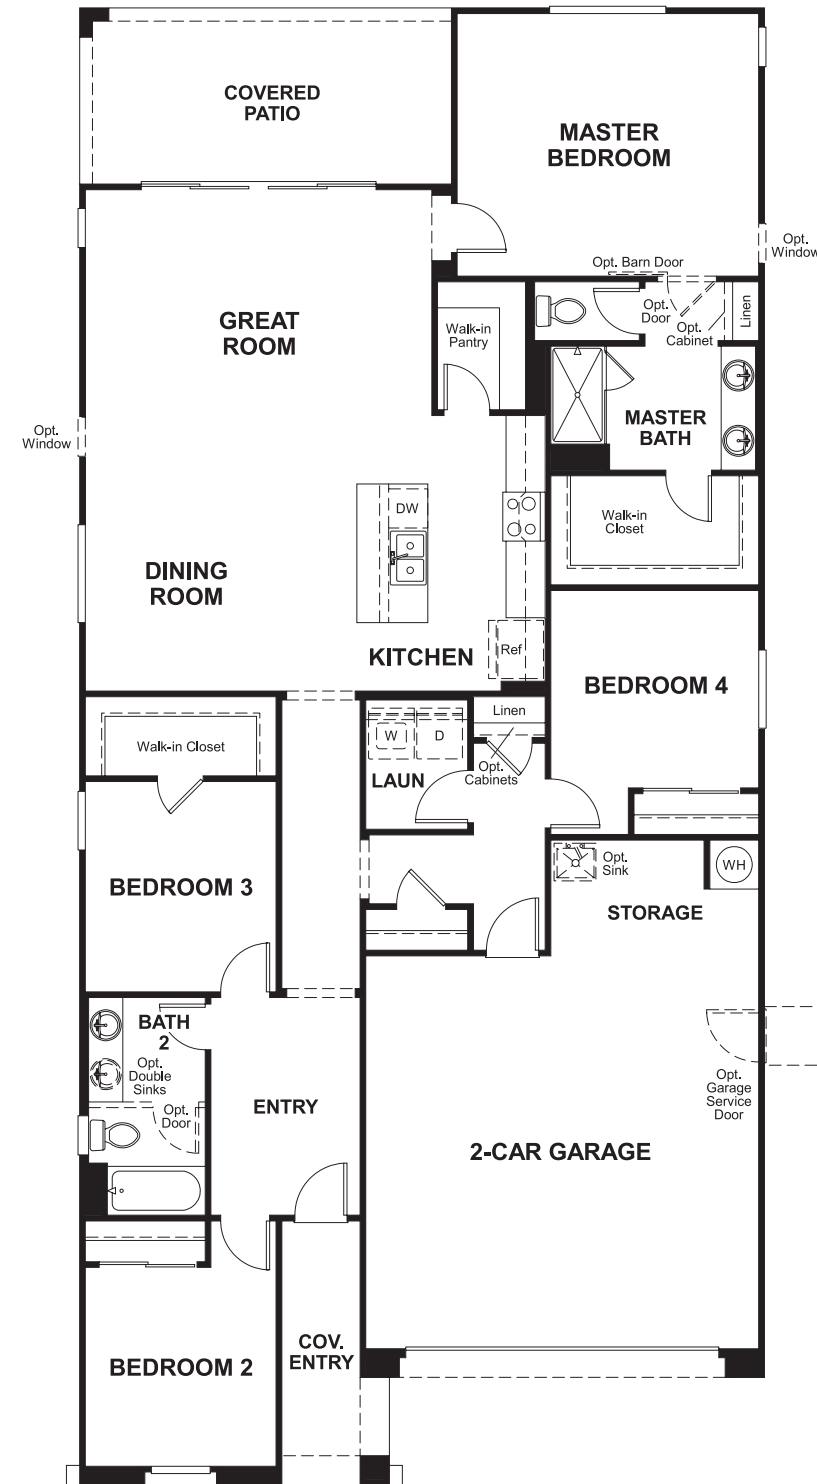 COVERED
PATIO
MASTER
BEDROOM
Opt.
Window
Opt. Barn Door
GREAT
ROOM
Walk-in
Pantry
Opt.
Door
Opt.
Cabinet
Linen
Opt.
Window
MASTER
BATH
DW
Walk-in
Closet
DINING
ROOM
KITCHEN
Ref
BEDROOM 4
Walk-in Closet
W
D
LAUN
Linen
Opt.
Cabinets
BEDROOM 3
Opt.
Sink
WH
STORAGE
BATH
2
Opt.
Double
Sinks
Opt.
Door
ENTRY
Opt.
Garage
Service
Door
2-CAR GARAGE
COV.
ENTRY
BEDROOM 2